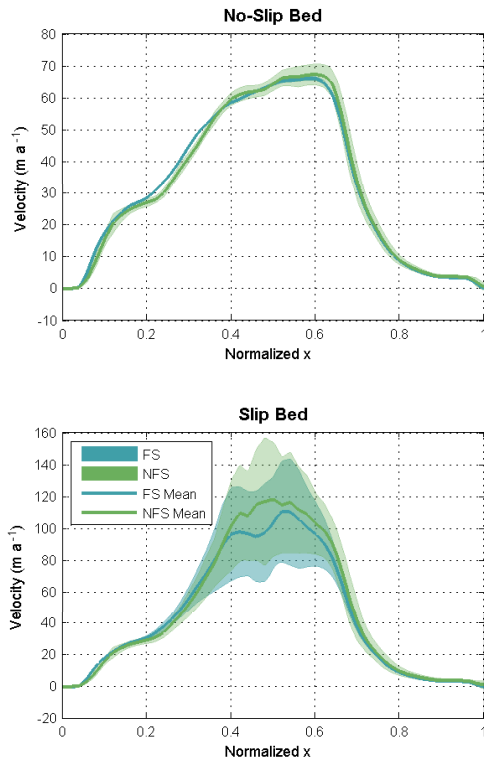 No-Slip Bed
80
70
60
50
40
30
20
10
0
-10
Velocity (m a⁻¹)
0 0.2 0.4 0.6 0.8 1
Normalized x
Slip Bed
160
140
120
100
80
60
40
20
0
-20
Velocity (m a⁻¹)
FS
NFS
FS Mean
NFS Mean
0 0.2 0.4 0.6 0.8 1
Normalized x